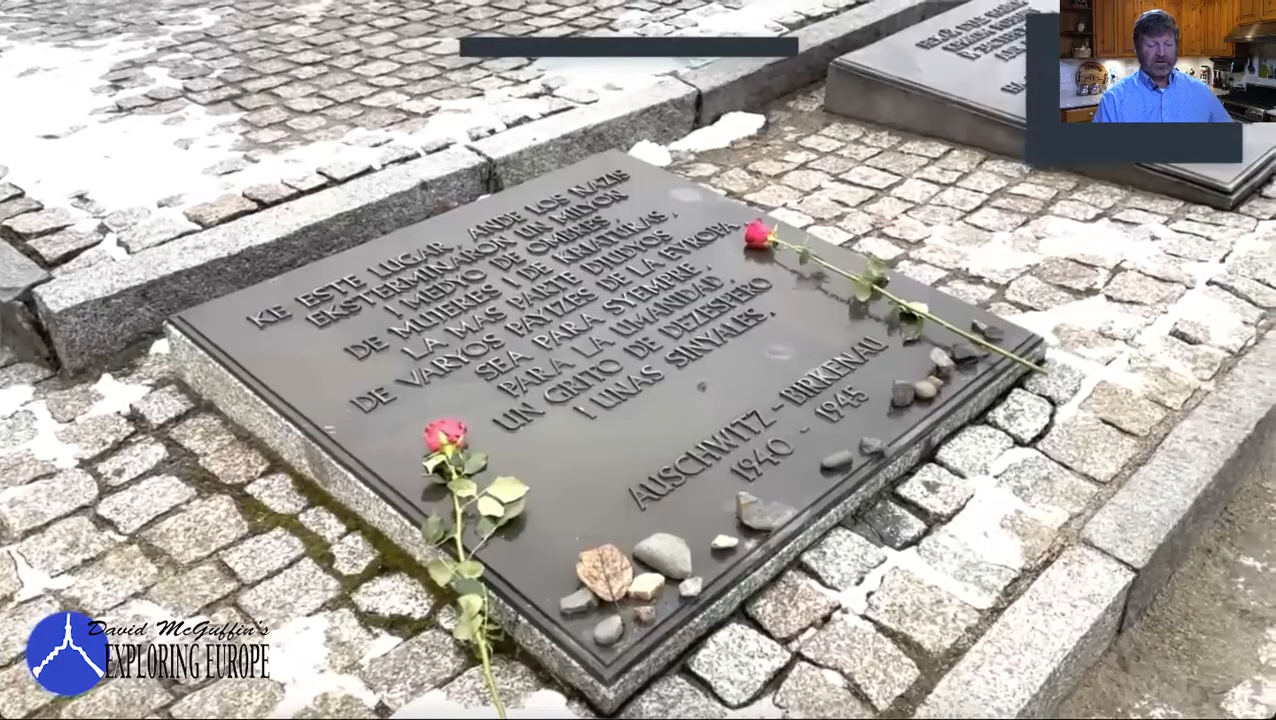 KE ESTE LUGAR, ANDE LOS NAZIS
EKSTERMINARON UN MILYON
I MEDYO DE OMBRES,
DE MUJERES I DE KRIATURAS,
LA MAS PARTE DJUDYOS
DE VARYOS PAYIZES DE LA EVROPA,
SEA PARA SYEMPRE,
PARA LA UMANIDAD,
UN GRITO DE DEZESPERO
I UNAS SINYALES.
AUSCHWITZ - BIRKENAU
1940 - 1945
David McGuffin's
EXPLORING EUROPE